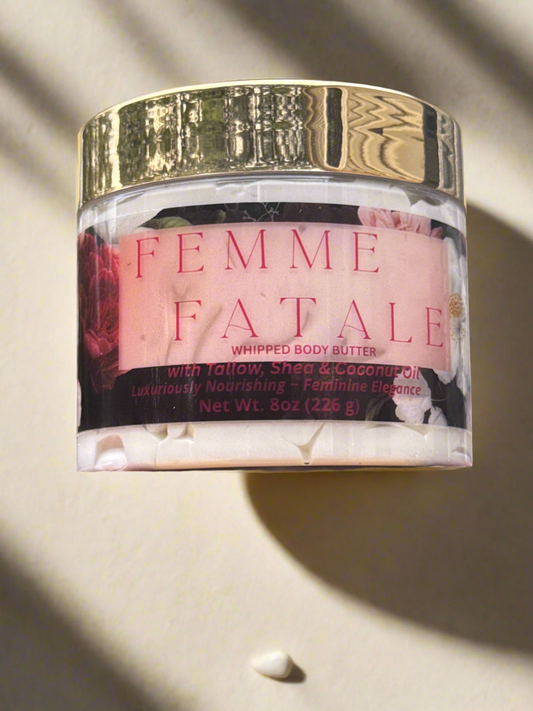 FEMME
FATALE
WHIPPED BODY BUTTER
with Tallow, Shea & Coconut Oil
Luxuriously Nourishing – Feminine Elegance
Net Wt. 8oz (226 g)